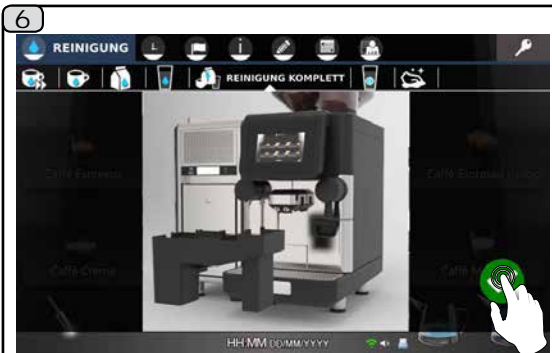 6
REINIGUNG
REINIGUNG KOMPLETT
Caffè Espresso
Caffè Crema
HH:MM DD/MM/YYYY